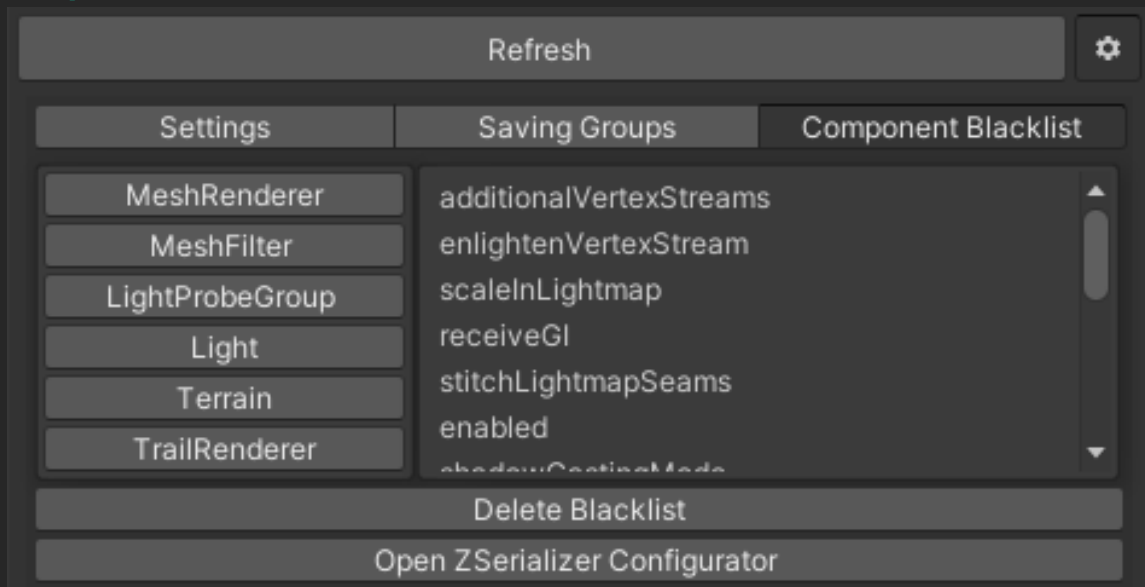 Refresh
Settings
Saving Groups
Component Blacklist
MeshRenderer
MeshFilter
LightProbeGroup
Light
Terrain
TrailRenderer
additionalVertexStreams
enlightenVertexStream
scaleInLightmap
receiveGI
stitchLightmapSeams
enabled
shadowCastingMode
Delete Blacklist
Open ZSerializer Configurator